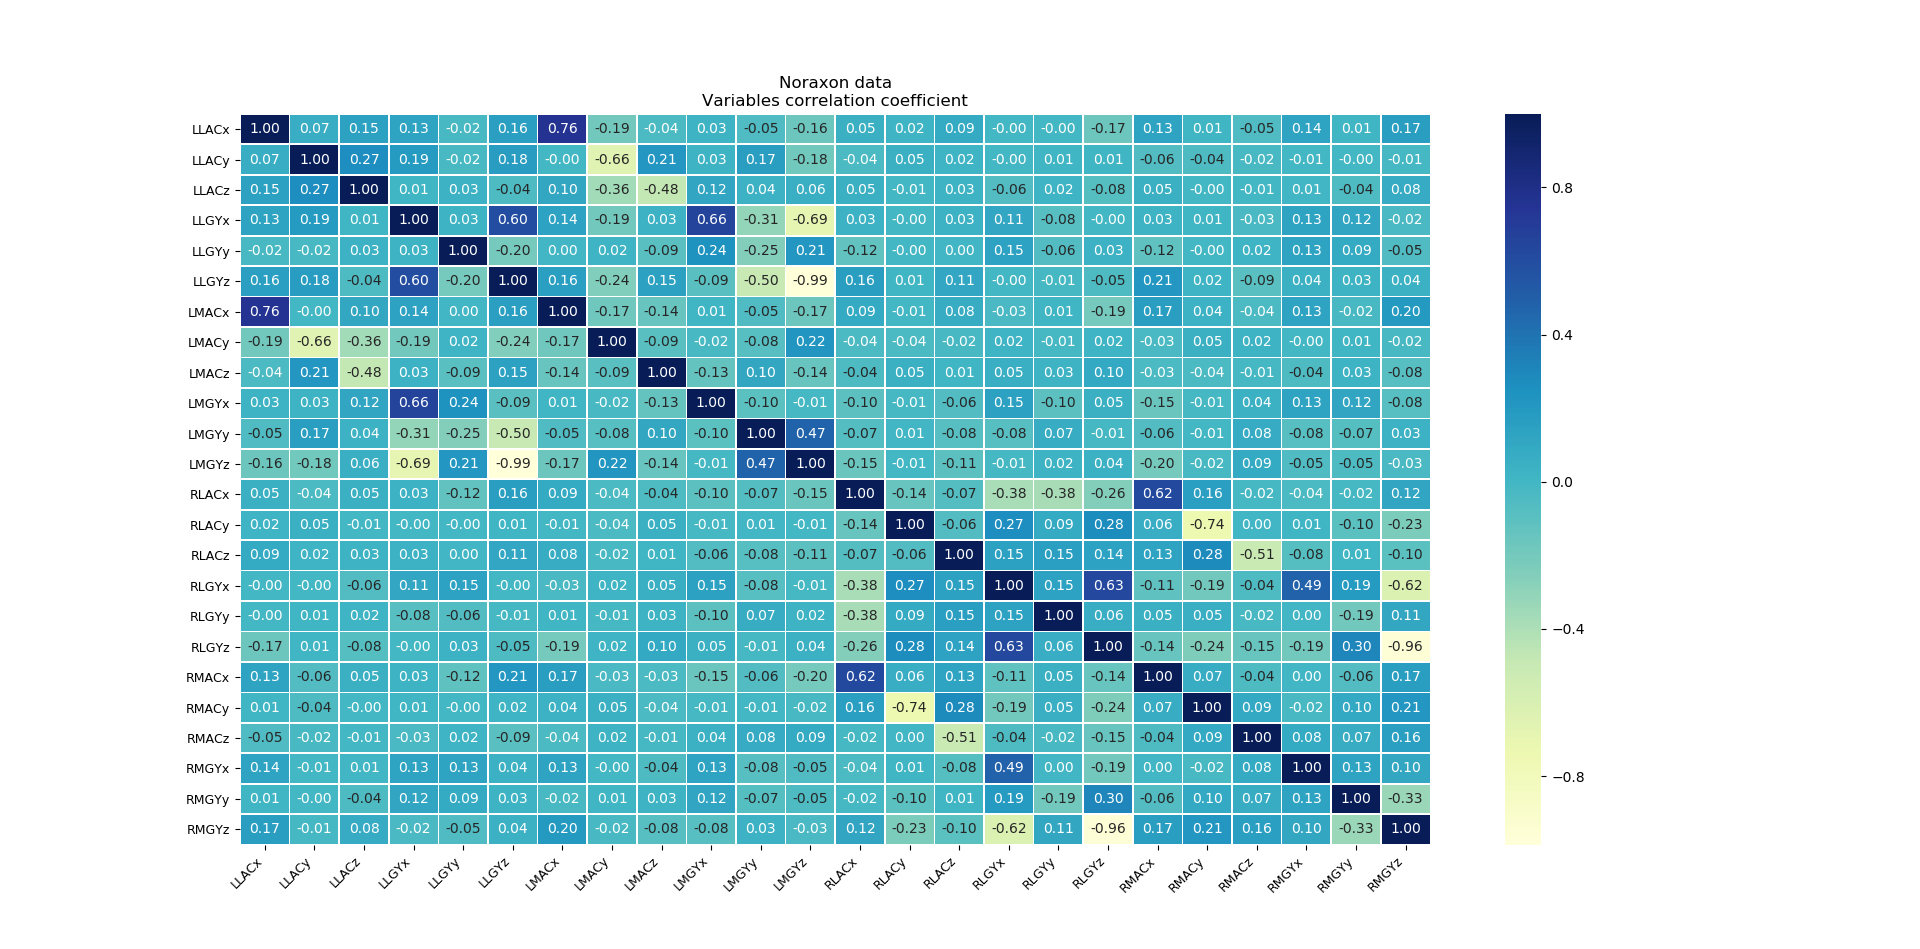 Noraxon data
Variables correlation coefficient
LLACx 1.00 0.07 0.15 0.13 -0.02 0.16 0.76 -0.19 -0.04 0.03 -0.05 -0.16 0.05 0.02 0.09 -0.00 -0.00 -0.17 0.13 0.01 -0.05 0.14 0.01 0.17
LLACy 0.07 1.00 0.27 0.19 -0.02 0.18 -0.00 -0.66 0.21 0.03 0.17 -0.18 -0.04 0.05 0.02 -0.00 0.01 0.01 -0.06 -0.04 -0.02 -0.01 -0.00 -0.01
LLACz 0.15 0.27 1.00 0.01 0.03 -0.04 0.10 -0.36 -0.48 0.12 0.04 0.06 0.05 -0.01 0.03 -0.06 0.02 -0.08 0.05 -0.00 -0.01 0.01 -0.04 0.08
LLGYx 0.13 0.19 0.01 1.00 0.03 0.60 0.14 -0.19 0.03 0.66 -0.31 -0.69 0.03 -0.00 0.03 0.11 -0.08 -0.00 0.03 0.01 -0.03 0.13 0.12 -0.02
LLGYy -0.02 -0.02 0.03 0.03 1.00 -0.20 0.00 0.02 -0.09 0.24 -0.25 0.21 -0.12 -0.00 0.00 0.15 -0.06 0.03 -0.12 -0.00 0.02 0.13 0.09 -0.05
LLGYz 0.16 0.18 -0.04 0.60 -0.20 1.00 0.16 -0.24 0.15 -0.09 -0.50 -0.99 0.16 0.01 0.11 -0.00 -0.01 -0.05 0.21 0.02 -0.09 0.04 0.03 0.04
LMACx 0.76 -0.00 0.10 0.14 0.00 0.16 1.00 -0.17 -0.14 0.01 -0.05 -0.17 0.09 -0.01 0.08 -0.03 0.01 -0.19 0.17 0.04 -0.04 0.13 -0.02 0.20
LMACy -0.19 -0.66 -0.36 -0.19 0.02 -0.24 -0.17 1.00 -0.09 -0.02 -0.08 0.22 -0.04 -0.04 -0.02 0.02 -0.01 0.02 -0.03 0.05 0.02 -0.00 0.01 -0.02
LMACz -0.04 0.21 -0.48 0.03 -0.09 0.15 -0.14 -0.09 1.00 -0.13 0.10 -0.14 -0.04 0.05 0.01 0.05 0.03 0.10 -0.03 -0.04 -0.01 -0.04 0.03 -0.08
LMGYx 0.03 0.03 0.12 0.66 0.24 -0.09 0.01 -0.02 -0.13 1.00 -0.10 -0.01 -0.10 -0.01 -0.06 0.15 -0.10 0.05 -0.15 -0.01 0.04 0.13 0.12 -0.08
LMGYy -0.05 0.17 0.04 -0.31 -0.25 -0.50 -0.05 -0.08 0.10 -0.10 1.00 0.47 -0.07 0.01 -0.08 -0.08 0.07 -0.01 -0.06 -0.01 0.08 -0.08 -0.07 0.03
LMGYz -0.16 -0.18 0.06 -0.69 0.21 -0.99 -0.17 0.22 -0.14 -0.01 0.47 1.00 -0.15 -0.01 -0.11 -0.01 0.02 0.04 -0.20 -0.02 0.09 -0.05 -0.05 -0.03
RLACx 0.05 -0.04 0.05 0.03 -0.12 0.16 0.09 -0.04 -0.04 -0.10 -0.07 -0.15 1.00 -0.14 -0.07 -0.38 -0.38 -0.26 0.62 0.16 -0.02 -0.04 -0.02 0.12
RLACy 0.02 0.05 -0.01 -0.00 -0.00 0.01 -0.01 -0.04 0.05 -0.01 0.01 -0.01 -0.14 1.00 -0.06 0.27 0.09 0.28 0.06 -0.74 0.00 0.01 -0.10 -0.23
RLACz 0.09 0.02 0.03 0.03 0.00 0.11 0.08 -0.02 0.01 -0.06 -0.08 -0.11 -0.07 -0.06 1.00 0.15 0.15 0.14 0.13 0.28 -0.51 -0.08 0.01 -0.10
RLGYx -0.00 -0.00 -0.06 0.11 0.15 -0.00 -0.03 0.02 0.05 0.15 -0.08 -0.01 -0.38 0.27 0.15 1.00 0.15 0.63 -0.11 -0.19 -0.04 0.49 0.19 -0.62
RLGYy -0.00 0.01 0.02 -0.08 -0.06 -0.01 0.01 -0.01 0.03 -0.10 0.07 0.02 -0.38 0.09 0.15 0.15 1.00 0.06 0.05 0.05 -0.02 0.00 -0.19 0.11
RLGYz -0.17 0.01 -0.08 -0.00 0.03 -0.05 -0.19 0.02 0.10 0.05 -0.01 0.04 -0.26 0.28 0.14 0.63 0.06 1.00 -0.14 -0.24 -0.15 -0.19 0.30 -0.96
RMACx 0.13 -0.06 0.05 0.03 -0.12 0.21 0.17 -0.03 -0.03 -0.15 -0.06 -0.20 0.62 0.06 0.13 -0.11 0.05 -0.14 1.00 0.07 -0.04 0.00 -0.06 0.17
RMACy 0.01 -0.04 -0.00 0.01 -0.00 0.02 0.04 0.05 -0.04 -0.01 -0.01 -0.02 0.16 -0.74 0.28 -0.19 0.05 -0.24 0.07 1.00 0.09 -0.02 0.10 0.21
RMACz -0.05 -0.02 -0.01 -0.03 0.02 -0.09 -0.04 0.02 -0.01 0.04 0.08 0.09 -0.02 0.00 -0.51 -0.04 -0.02 -0.15 -0.04 0.09 1.00 0.08 0.07 0.16
RMGYx 0.14 -0.01 0.01 0.13 0.13 0.04 0.13 -0.00 -0.04 0.13 -0.08 -0.05 -0.04 0.01 -0.08 0.49 0.00 -0.19 0.00 -0.02 0.08 1.00 0.13 0.10
RMGYy 0.01 -0.00 -0.04 0.12 0.09 0.03 -0.02 0.01 0.03 0.12 -0.07 -0.05 -0.02 -0.10 0.01 0.19 -0.19 0.30 -0.06 0.10 0.07 0.13 1.00 -0.33
RMGYz 0.17 -0.01 0.08 -0.02 -0.05 0.04 0.20 -0.02 -0.08 -0.08 0.03 -0.03 0.12 -0.23 -0.10 -0.62 0.11 -0.96 0.17 0.21 0.16 0.10 -0.33 1.00
LLACx LLACy LLACz LLGYx LLGYy LLGYz LMACx LMACy LMACz LMGYx LMGYy LMGYz RLACx RLACy RLACz RLGYx RLGYy RLGYz RMACx RMACy RMACz RMGYx RMGYy RMGYz
0.8
0.4
0.0
−0.4
−0.8